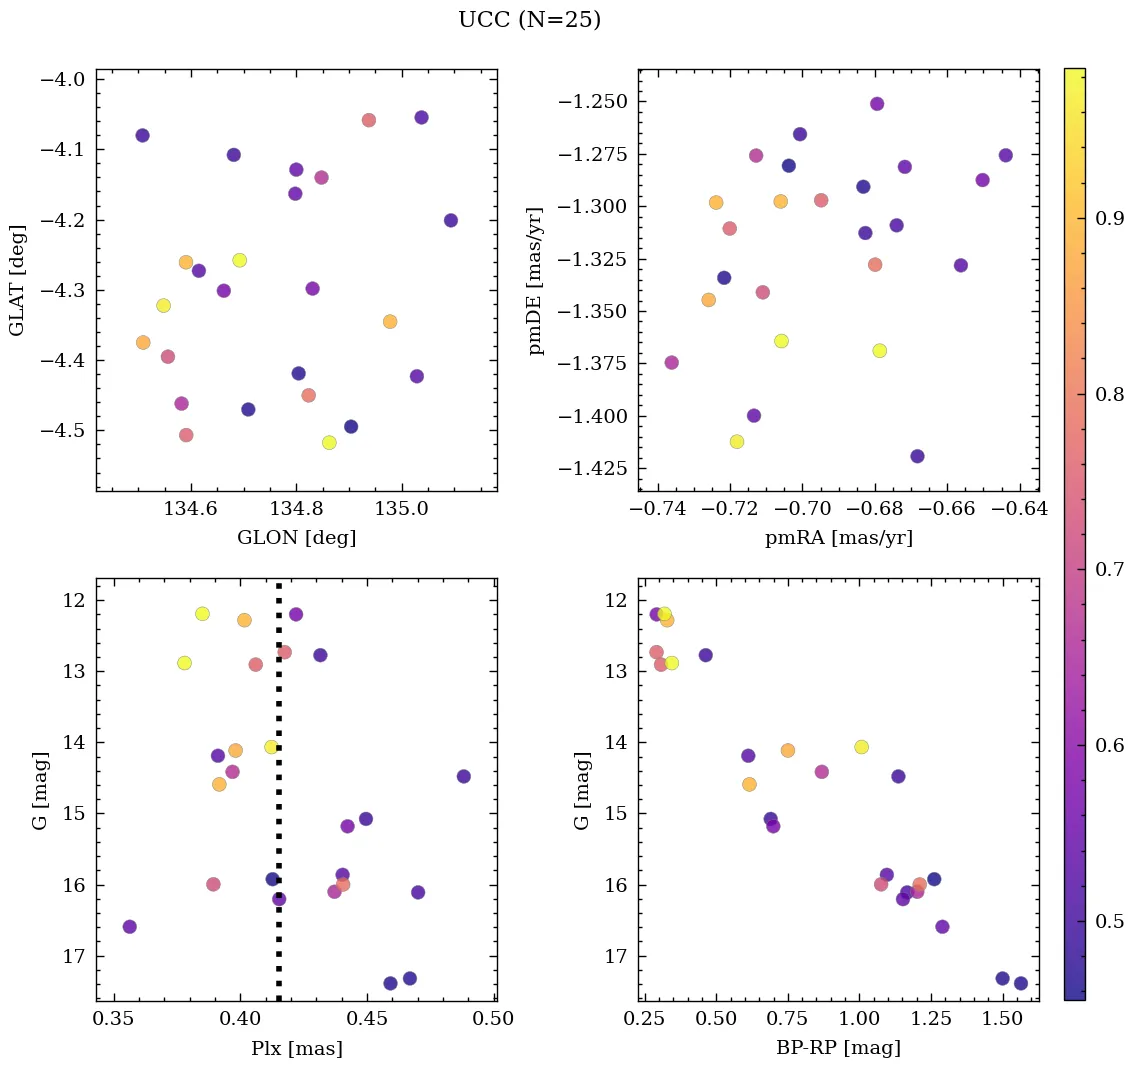 UCC (N=25)
−4.0
−4.1
−4.2
−4.3
−4.4
−4.5
GLAT [deg]
134.6 134.8 135.0
GLON [deg]
−1.250
−1.275
−1.300
−1.325
−1.350
−1.375
−1.400
−1.425
pmDE [mas/yr]
−0.74 −0.72 −0.70 −0.68 −0.66 −0.64
pmRA [mas/yr]
12
13
14
15
16
17
G [mag]
0.35 0.40 0.45 0.50
Plx [mas]
12
13
14
15
16
17
G [mag]
0.25 0.50 0.75 1.00 1.25 1.50
BP-RP [mag]
0.9
0.8
0.7
0.6
0.5